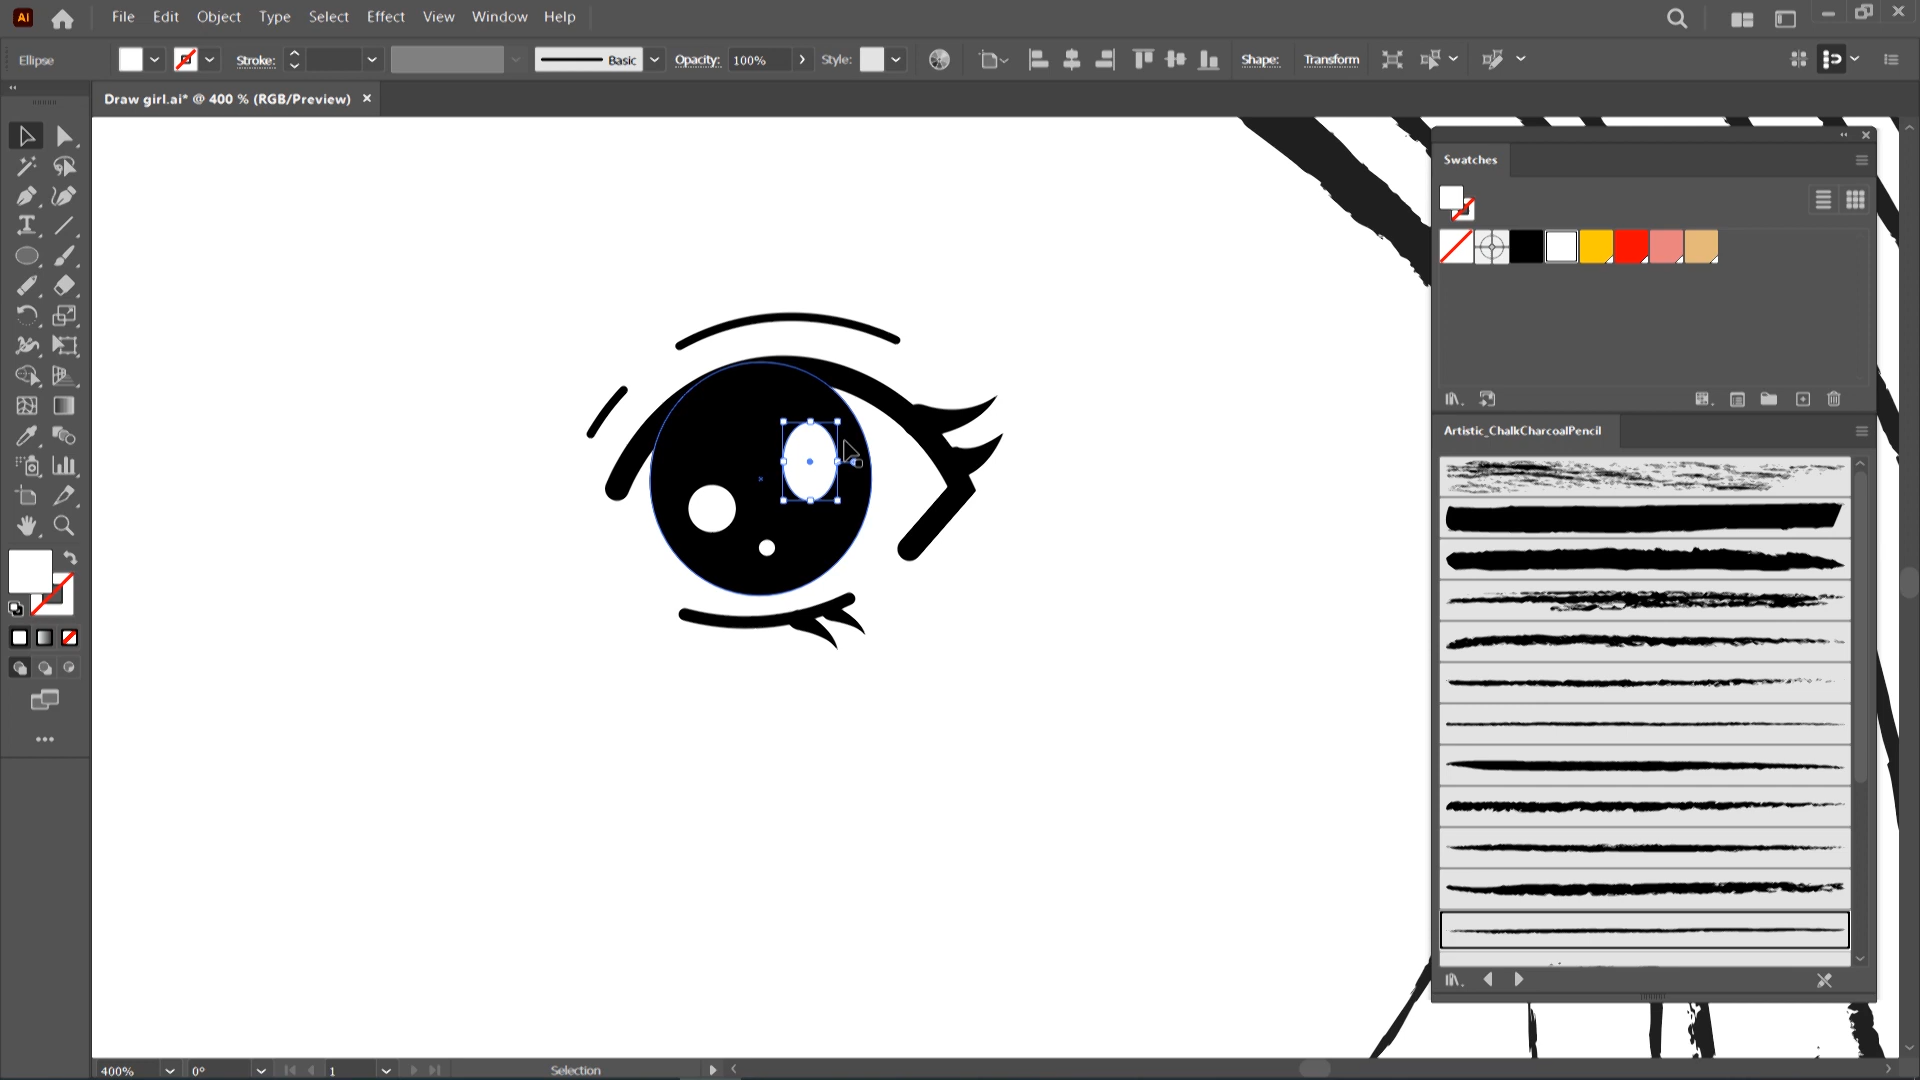 Ai File Edit Object Type Select Effect View Window Help
Ellipse Stroke: Basic Opacity: 100% Style: Shape: Transform
Draw girl.ai* @ 400 % (RGB/Preview) ×
Swatches
Artistic_ChalkCharcoalPencil
400% 0° 1 Selection